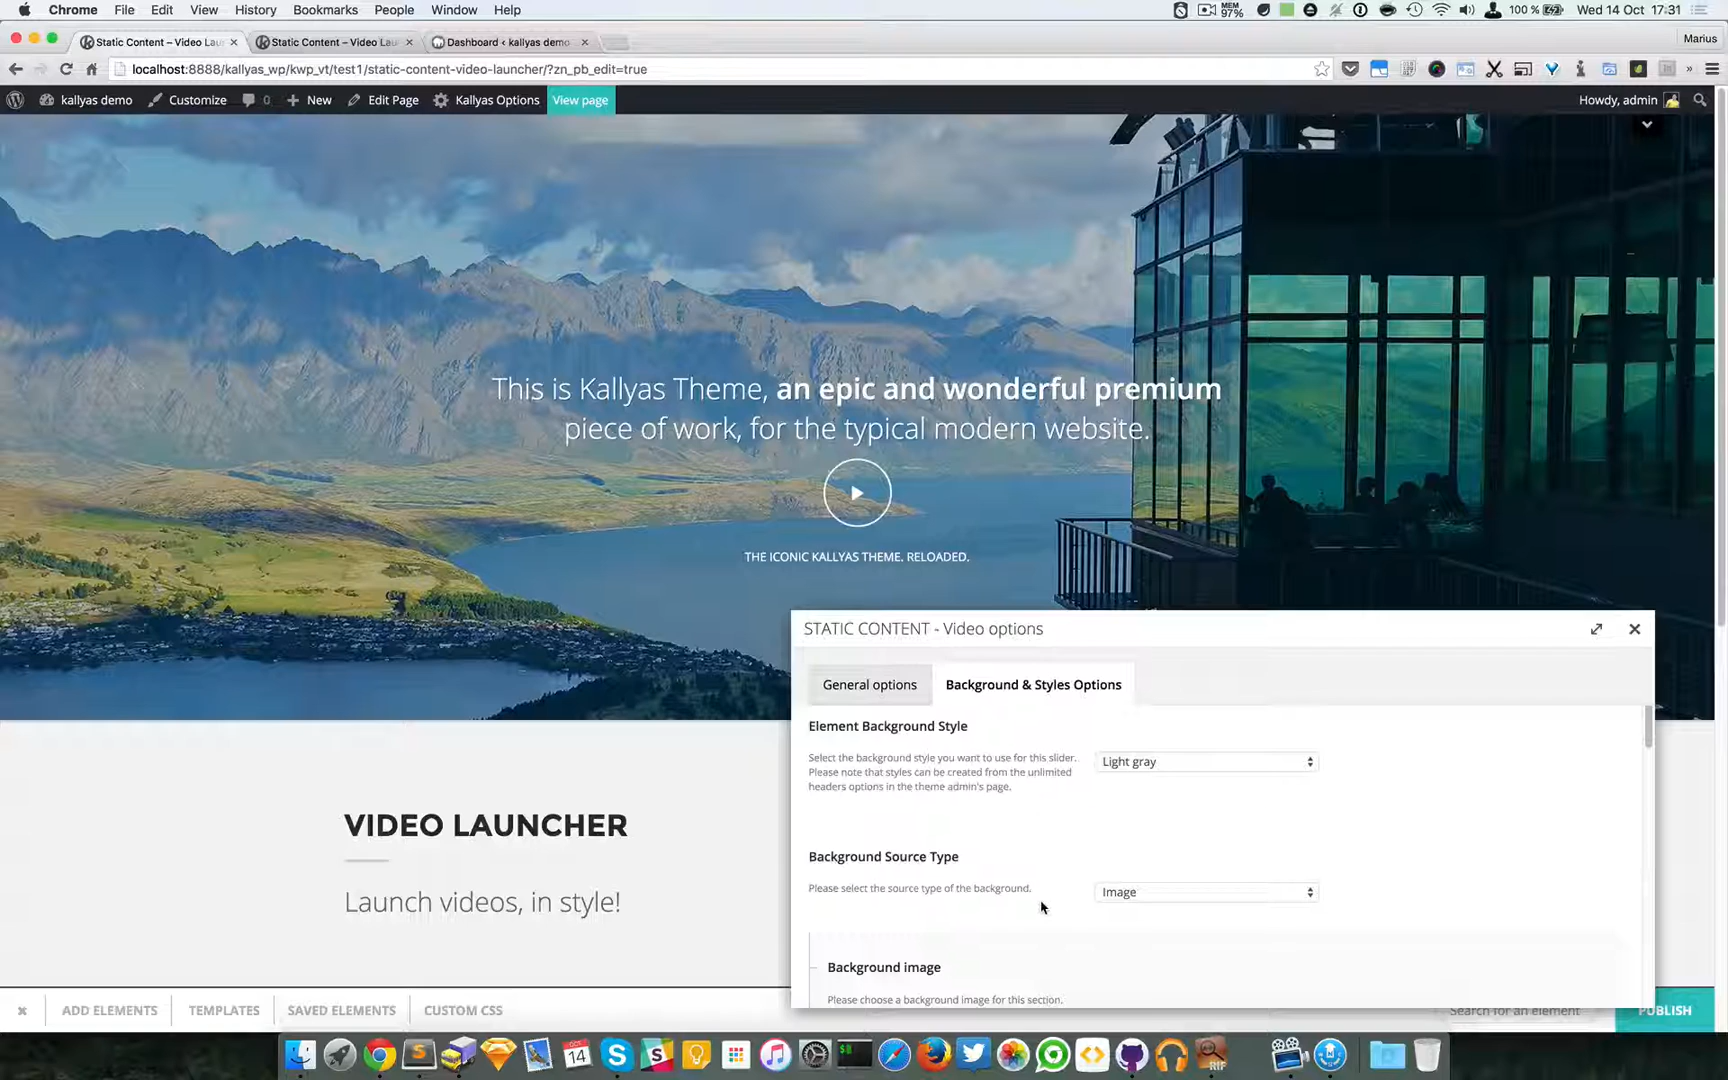 Chrome File Edit View History Bookmarks People Window Help MEM 97% 100 % Wed 14 Oct 17:31
Static Content – Video Lau Static Content – Video Lau Dashboard ‹ kallyas demo Marius
localhost:8888/kallyas_wp/kwp_vt/test1/static-content-video-launcher/?zn_pb_edit=true
kallyas demo Customize 0 New Edit Page Kallyas Options View page Howdy, admin
This is Kallyas Theme, an epic and wonderful premium
piece of work, for the typical modern website.
THE ICONIC KALLYAS THEME. RELOADED.
STATIC CONTENT - Video options
General options Background & Styles Options
Element Background Style
Select the background style you want to use for this slider.
Please note that styles can be created from the unlimited
headers options in the theme admin's page.
Light gray
Background Source Type
Please select the source type of the background.
Image
Background image
Please choose a background image for this section.
VIDEO LAUNCHER
Launch videos, in style!
ADD ELEMENTS TEMPLATES SAVED ELEMENTS CUSTOM CSS Search for an element PUBLISH
OCT 14 RIF